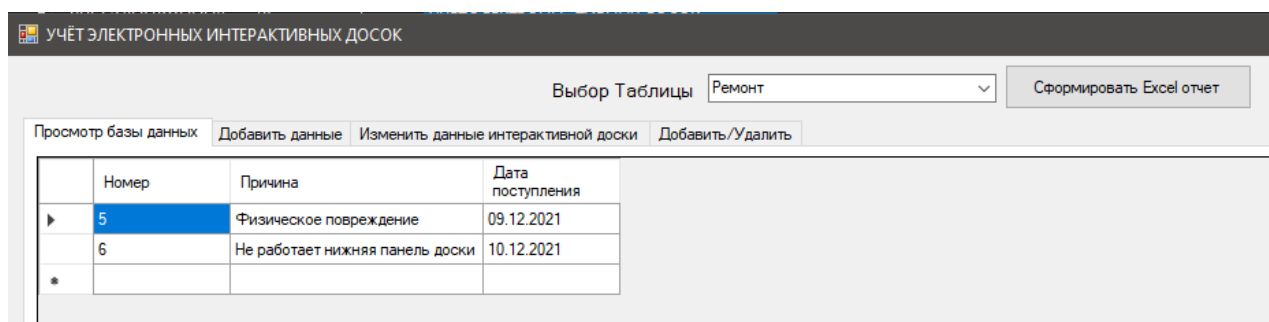 УЧЁТ ЭЛЕКТРОННЫХ ИНТЕРАКТИВНЫХ ДОСОК
Выбор Таблицы Ремонт Сформировать Excel отчет
Просмотр базы данных Добавить данные Изменить данные интерактивной доски Добавить/Удалить
Номер Причина Дата
поступления
5 Физическое повреждение 09.12.2021
6 Не работает нижняя панель доски 10.12.2021